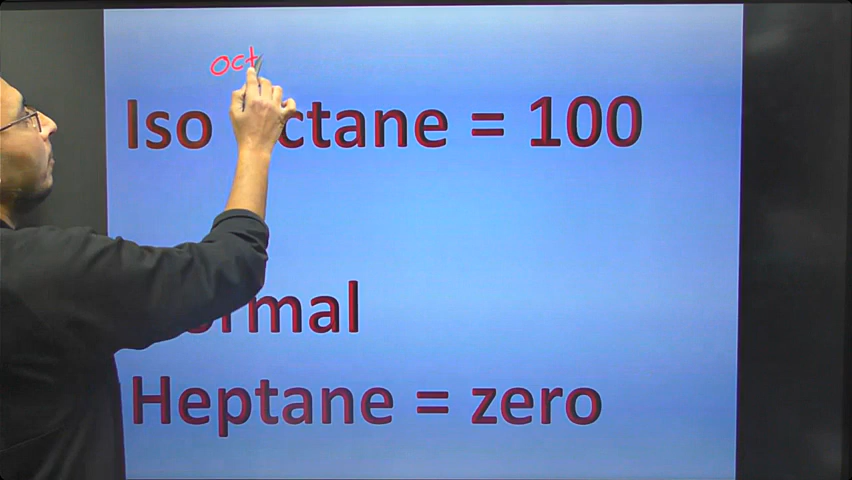 oct
Iso ctane = 100
ormal
Heptane = zero